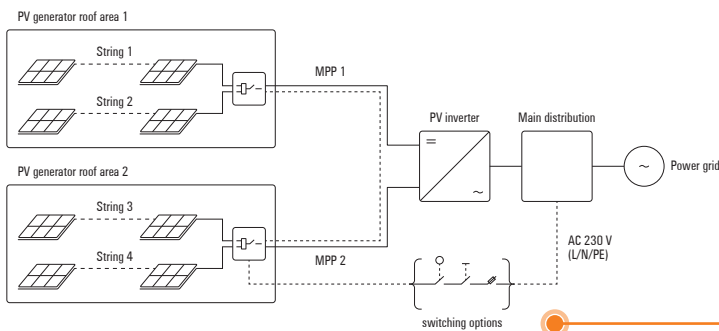 PV generator roof area 1
String 1
String 2
MPP 1
PV inverter
Main distribution
Power grid
PV generator roof area 2
String 3
String 4
MPP 2
AC 230 V
(L/N/PE)
switching options